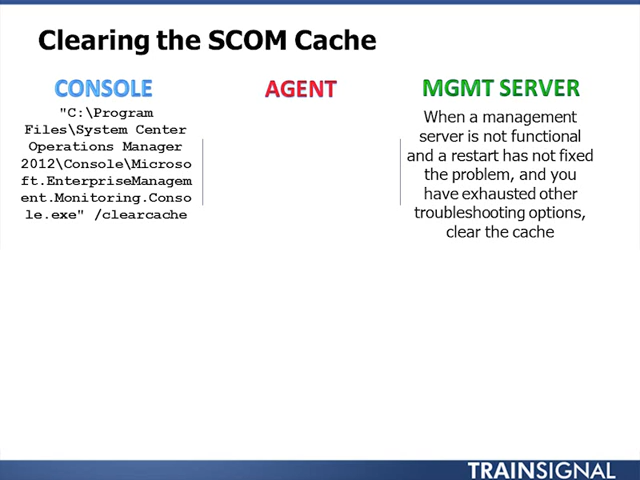 Clearing the SCOM Cache
CONSOLE
"C:\Program
Files\System Center
Operations Manager
2012\Console\Microso
ft.EnterpriseManagem
ent.Monitoring.Conso
le.exe" /clearcache
AGENT
MGMT SERVER
When a management
server is not functional
and a restart has not fixed
the problem, and you
have exhausted other
troubleshooting options,
clear the cache
TRAINSIGNAL